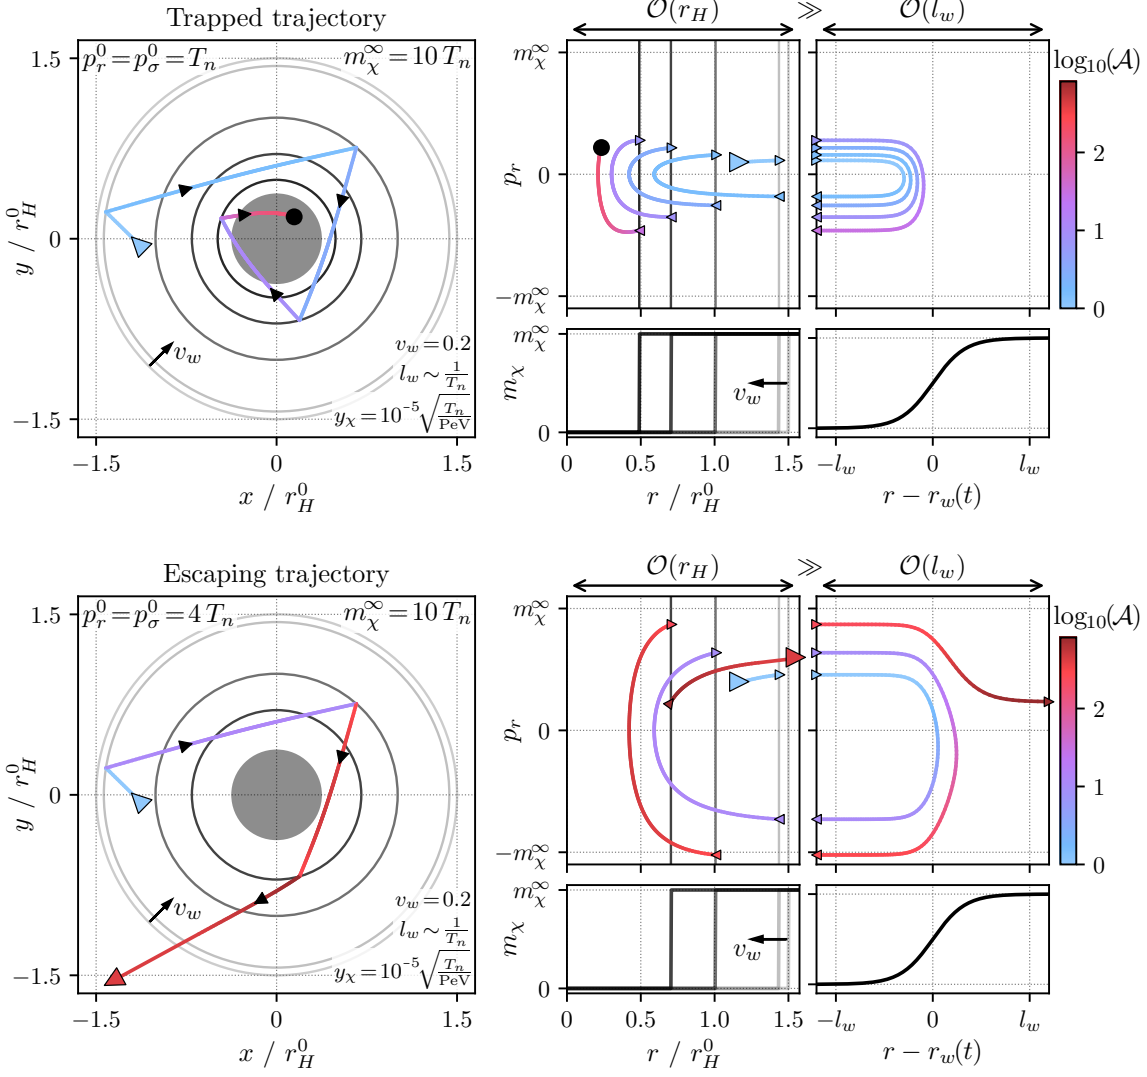 Trapped trajectory
p_r^0 = p_σ^0 = T_n
m_χ^∞ = 10 T_n
1.5
0
−1.5
y / r_H^0
v_w
v_w = 0.2
l_w ∼ 1/T_n
y_χ = 10^-5 √(T_n/PeV)
−1.5
0
1.5
x / r_H^0
𝒪(r_H) ≫ 𝒪(l_w)
m_χ^∞
0
−m_χ^∞
p_r
log_10(𝒜)
2
1
0
m_χ^∞
0
m_χ
v_w
0
0.5
1.0
1.5
r / r_H^0
−l_w
0
l_w
r − r_w(t)
Escaping trajectory
p_r^0 = p_σ^0 = 4 T_n
m_χ^∞ = 10 T_n
1.5
0
−1.5
y / r_H^0
v_w
v_w = 0.2
l_w ∼ 1/T_n
y_χ = 10^-5 √(T_n/PeV)
−1.5
0
1.5
x / r_H^0
𝒪(r_H) ≫ 𝒪(l_w)
m_χ^∞
0
−m_χ^∞
p_r
log_10(𝒜)
2
1
0
m_χ^∞
0
m_χ
v_w
0
0.5
1.0
1.5
r / r_H^0
−l_w
0
l_w
r − r_w(t)